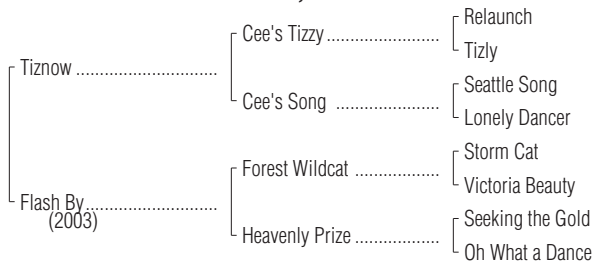 Relaunch
Cee's Tizzy ......................
Tizly
Tiznow ............................
Seattle Song
Cee's Song ....................
Lonely Dancer
Storm Cat
Forest Wildcat ................
Victoria Beauty
Flash By..........................
(2003)
Seeking the Gold
Heavenly Prize ................
Oh What a Dance